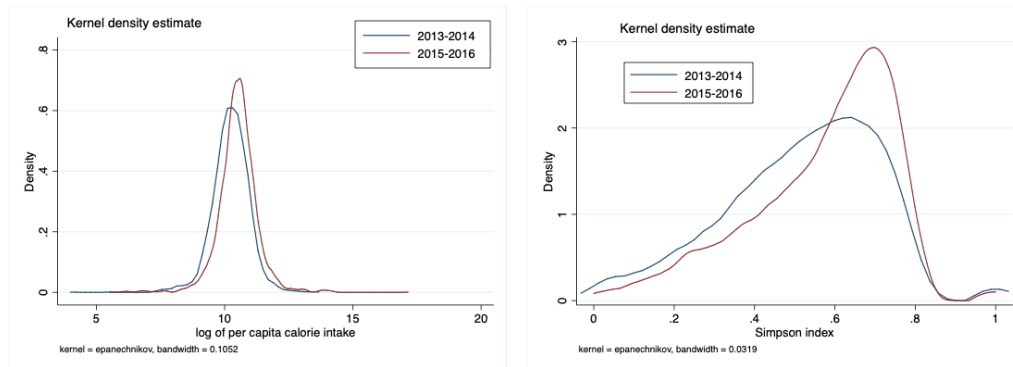 Kernel density estimate
2013-2014
2015-2016
Density
.8
.6
.4
.2
0
5
10
15
20
log of per capita calorie intake
kernel = epanechnikov, bandwidth = 0.1052
Kernel density estimate
2013-2014
2015-2016
Density
3
2
1
0
0
.2
.4
.6
.8
1
Simpson index
kernel = epanechnikov, bandwidth = 0.0319